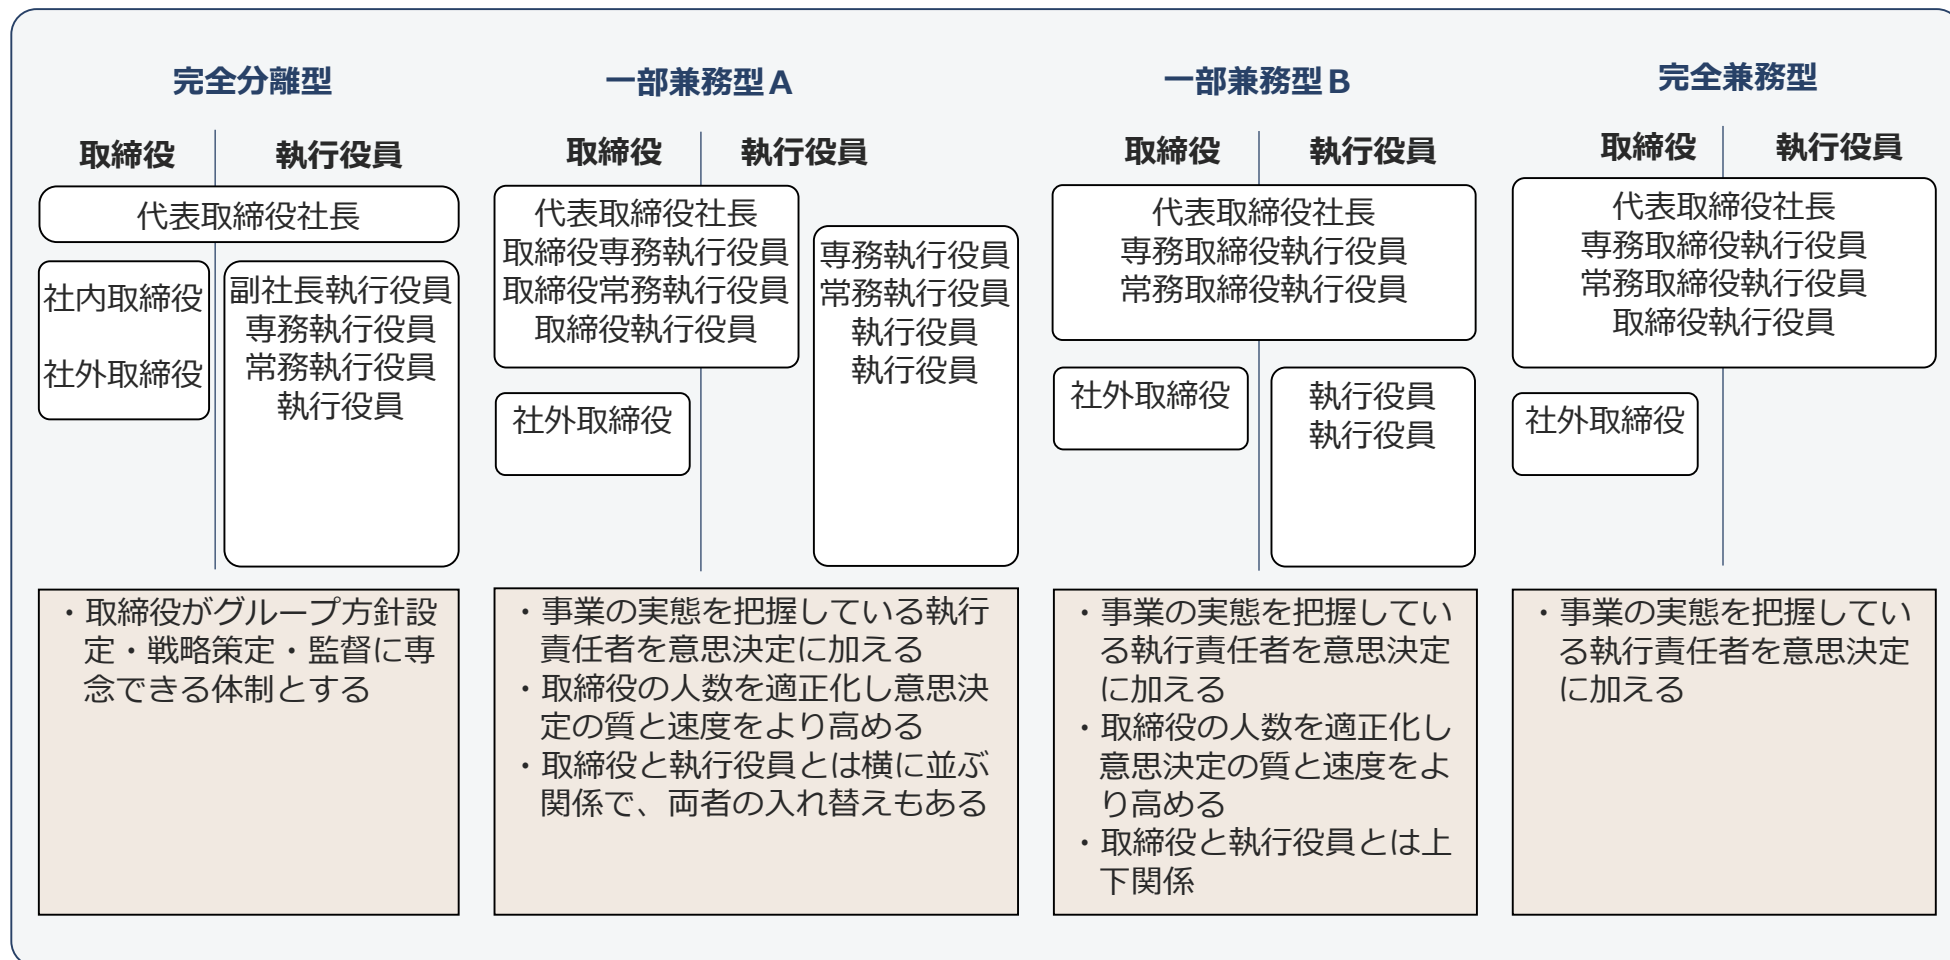 完全分離型
取締役
執行役員
代表取締役社長
社内取締役
社外取締役
副社長執行役員
専務執行役員
常務執行役員
執行役員
・取締役がグループ方針設
定・戦略策定・監督に専
念できる体制とする
一部兼務型A
取締役
執行役員
代表取締役社長
取締役専務執行役員
取締役常務執行役員
取締役執行役員
専務執行役員
常務執行役員
執行役員
執行役員
社外取締役
・事業の実態を把握している執行
責任者を意思決定に加える
・取締役の人数を適正化し意思決
定の質と速度をより高める
・取締役と執行役員とは横に並ぶ
関係で、両者の入れ替えもある
一部兼務型B
取締役
執行役員
代表取締役社長
専務取締役執行役員
常務取締役執行役員
社外取締役
執行役員
執行役員
・事業の実態を把握してい
る執行責任者を意思決定
に加える
・取締役の人数を適正化し
意思決定の質と速度をよ
り高める
・取締役と執行役員とは上
下関係
完全兼務型
取締役
執行役員
代表取締役社長
専務取締役執行役員
常務取締役執行役員
取締役執行役員
社外取締役
・事業の実態を把握してい
る執行責任者を意思決定
に加える